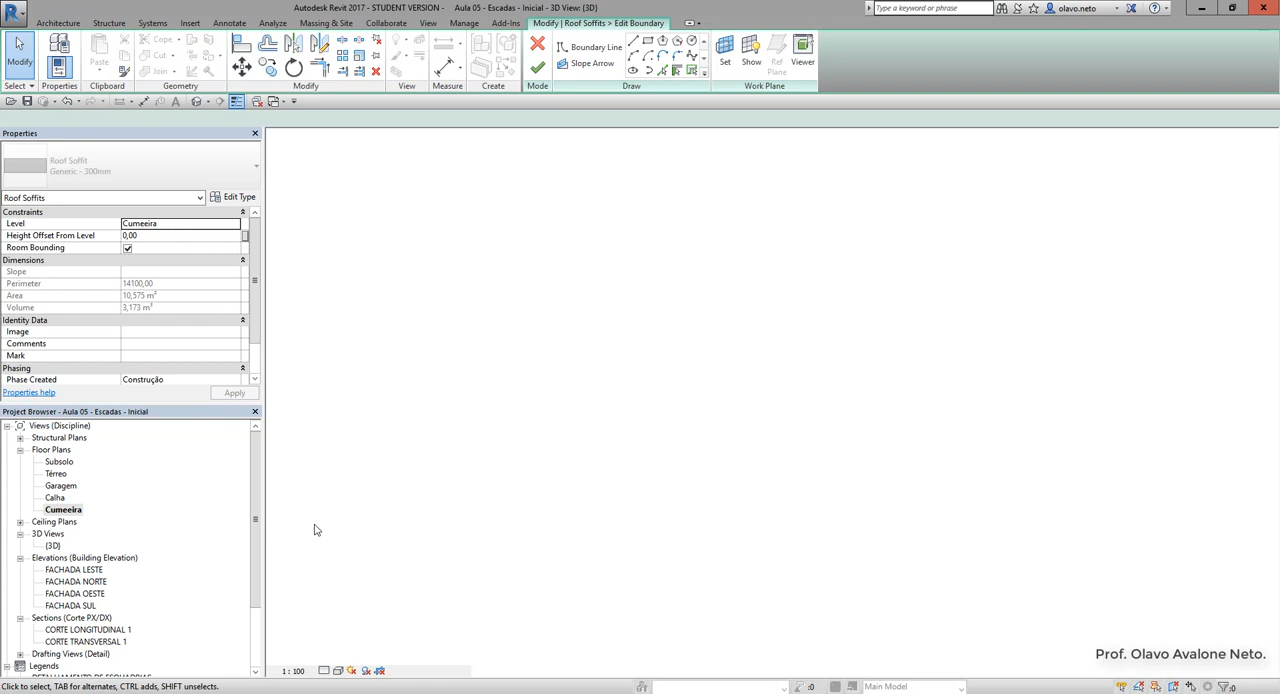 Autodesk Revit 2017 - STUDENT VERSION - Aula 05 - Escadas - Inicial - 3D View: {3D}
Type a keyword or phrase
olavo.neto
Architecture Structure Systems Insert Annotate Analyze Massing & Site Collaborate View Manage Add-Ins Modify | Roof Soffits > Edit Boundary
Modify
Paste
Cope
Cut
Join
Boundary Line
Slope Arrow
Set
Show
Ref Plane
Viewer
Select Properties Clipboard Geometry Modify View Measure Create Mode Draw Work Plane
Properties
Roof Soffit
Generic - 300mm
Roof Soffits
Edit Type
Constraints
Level Cumeeira
Height Offset From Level 0,00
Room Bounding
Dimensions
Slope
Perimeter 14100,00
Area 10,575 m²
Volume 3,173 m³
Identity Data
Image
Comments
Mark
Phasing
Phase Created Construção
Properties help
Apply
Project Browser - Aula 05 - Escadas - Inicial
Views (Discipline)
Structural Plans
Floor Plans
Subsolo
Térreo
Garagem
Calha
Cumeeira
Ceiling Plans
3D Views
{3D}
Elevations (Building Elevation)
FACHADA LESTE
FACHADA NORTE
FACHADA OESTE
FACHADA SUL
Sections (Corte PX/DX)
CORTE LONGITUDINAL 1
CORTE TRANSVERSAL 1
Drafting Views (Detail)
Legends
Prof. Olavo Avalone Neto.
1 : 100
Click to select, TAB for alternates, CTRL adds, SHIFT unselects.
:0
Main Model
:0